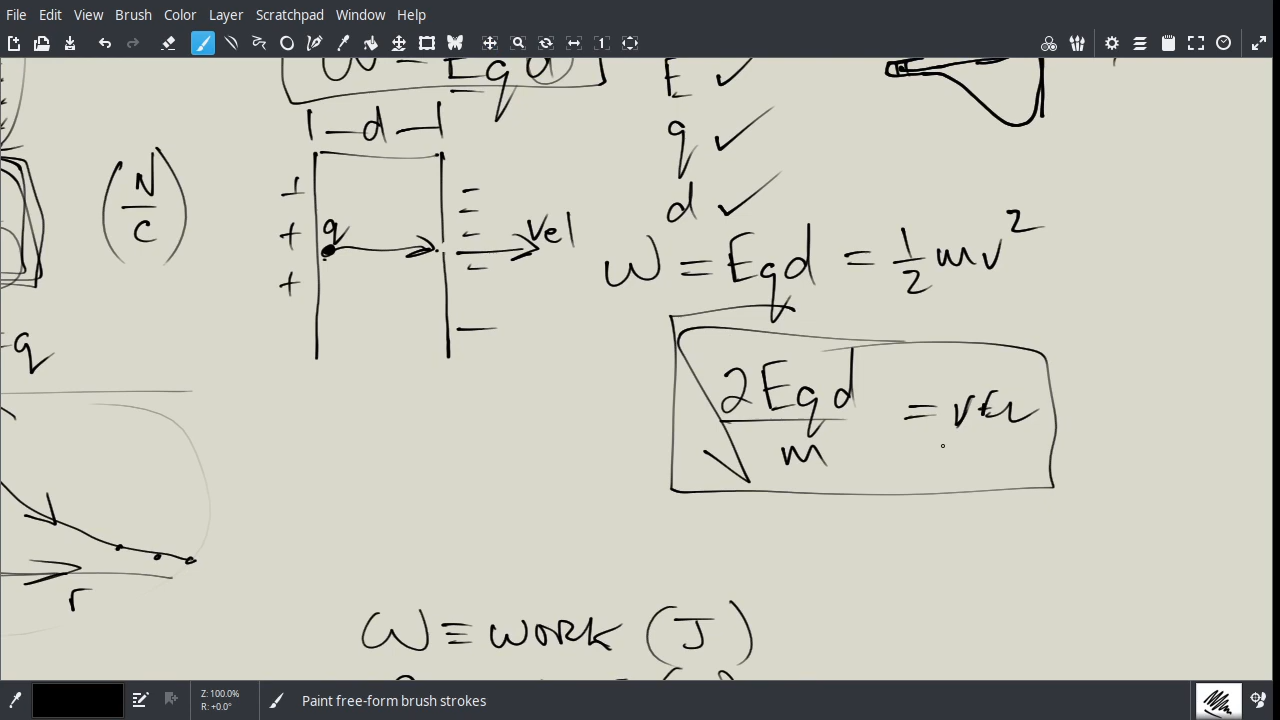 File Edit View Brush Color Layer Scratchpad Window Help
W = Eqd
E ✓
|-d-|
q ✓
(N/C)
d ✓
+
+ q
+
vel
W = Eqd = 1/2 mv²
-q
√(2Eqd/m) = vel
r
W ≡ WORK (J)
Z: 100.0%
R: +0.0°
Paint free-form brush strokes